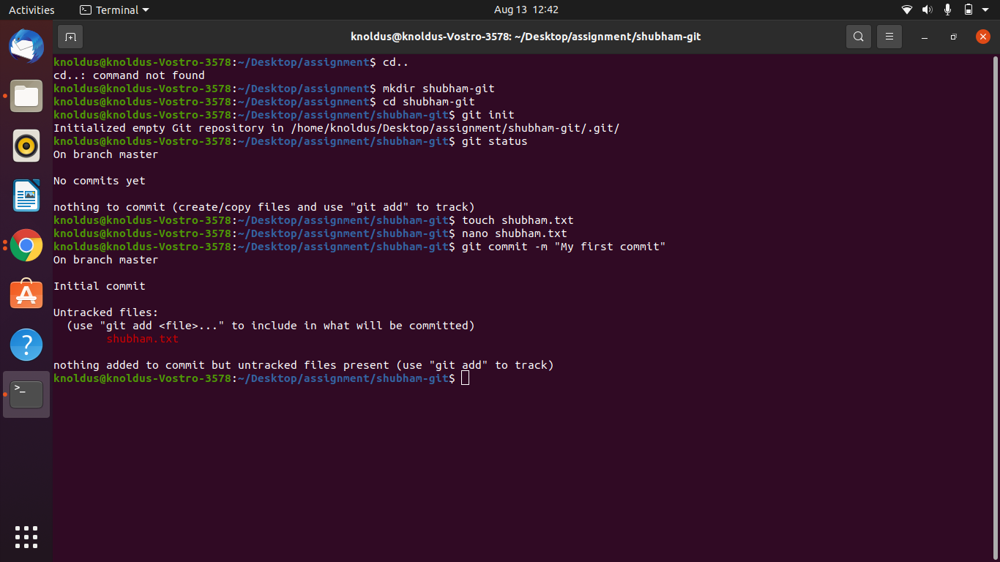 Activities Terminal Aug 13 12:42
knoldus@knoldus-Vostro-3578: ~/Desktop/assignment/shubham-git
knoldus@knoldus-Vostro-3578:~/Desktop/assignment$ cd..
cd..: command not found
knoldus@knoldus-Vostro-3578:~/Desktop/assignment$ mkdir shubham-git
knoldus@knoldus-Vostro-3578:~/Desktop/assignment$ cd shubham-git
knoldus@knoldus-Vostro-3578:~/Desktop/assignment/shubham-git$ git init
Initialized empty Git repository in /home/knoldus/Desktop/assignment/shubham-git/.git/
knoldus@knoldus-Vostro-3578:~/Desktop/assignment/shubham-git$ git status
On branch master

No commits yet

nothing to commit (create/copy files and use "git add" to track)
knoldus@knoldus-Vostro-3578:~/Desktop/assignment/shubham-git$ touch shubham.txt
knoldus@knoldus-Vostro-3578:~/Desktop/assignment/shubham-git$ nano shubham.txt
knoldus@knoldus-Vostro-3578:~/Desktop/assignment/shubham-git$ git commit -m "My first commit"
On branch master

Initial commit

Untracked files:
  (use "git add <file>..." to include in what will be committed)
        shubham.txt

nothing added to commit but untracked files present (use "git add" to track)
knoldus@knoldus-Vostro-3578:~/Desktop/assignment/shubham-git$